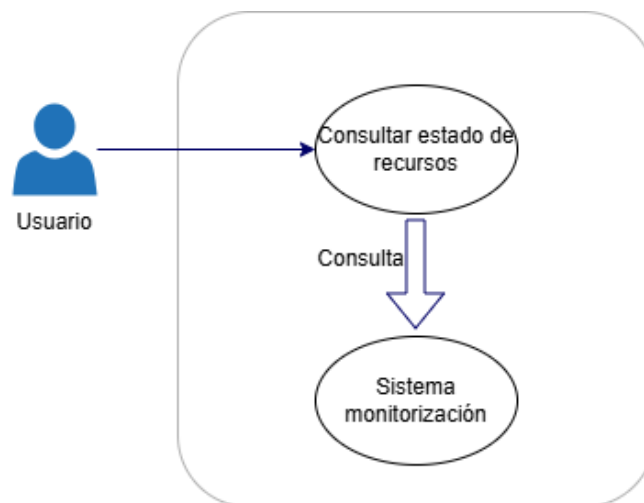 Consultar estado de
recursos
Usuario
Consulta
Sistema
monitorización